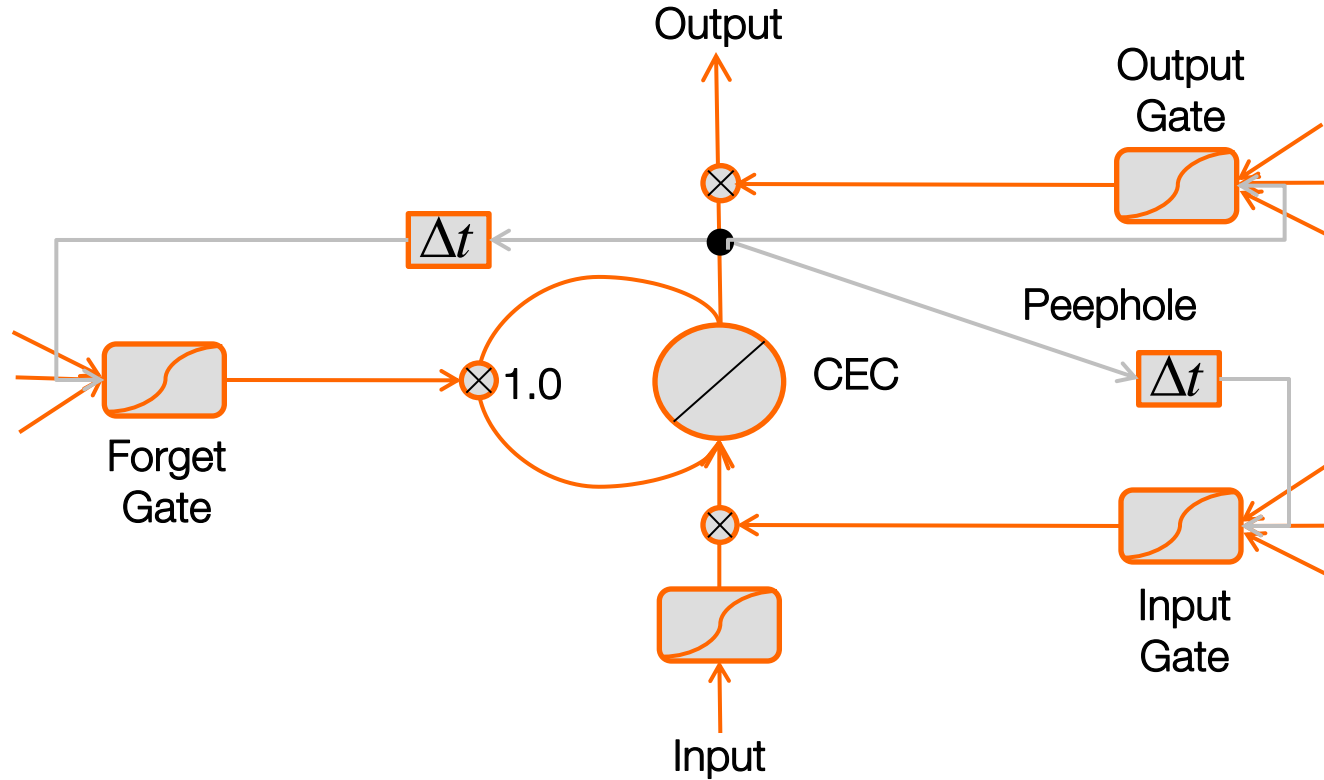 Output
Output
Gate
Δt
Peephole
1.0
CEC
Δt
Forget
Gate
Input
Gate
Input